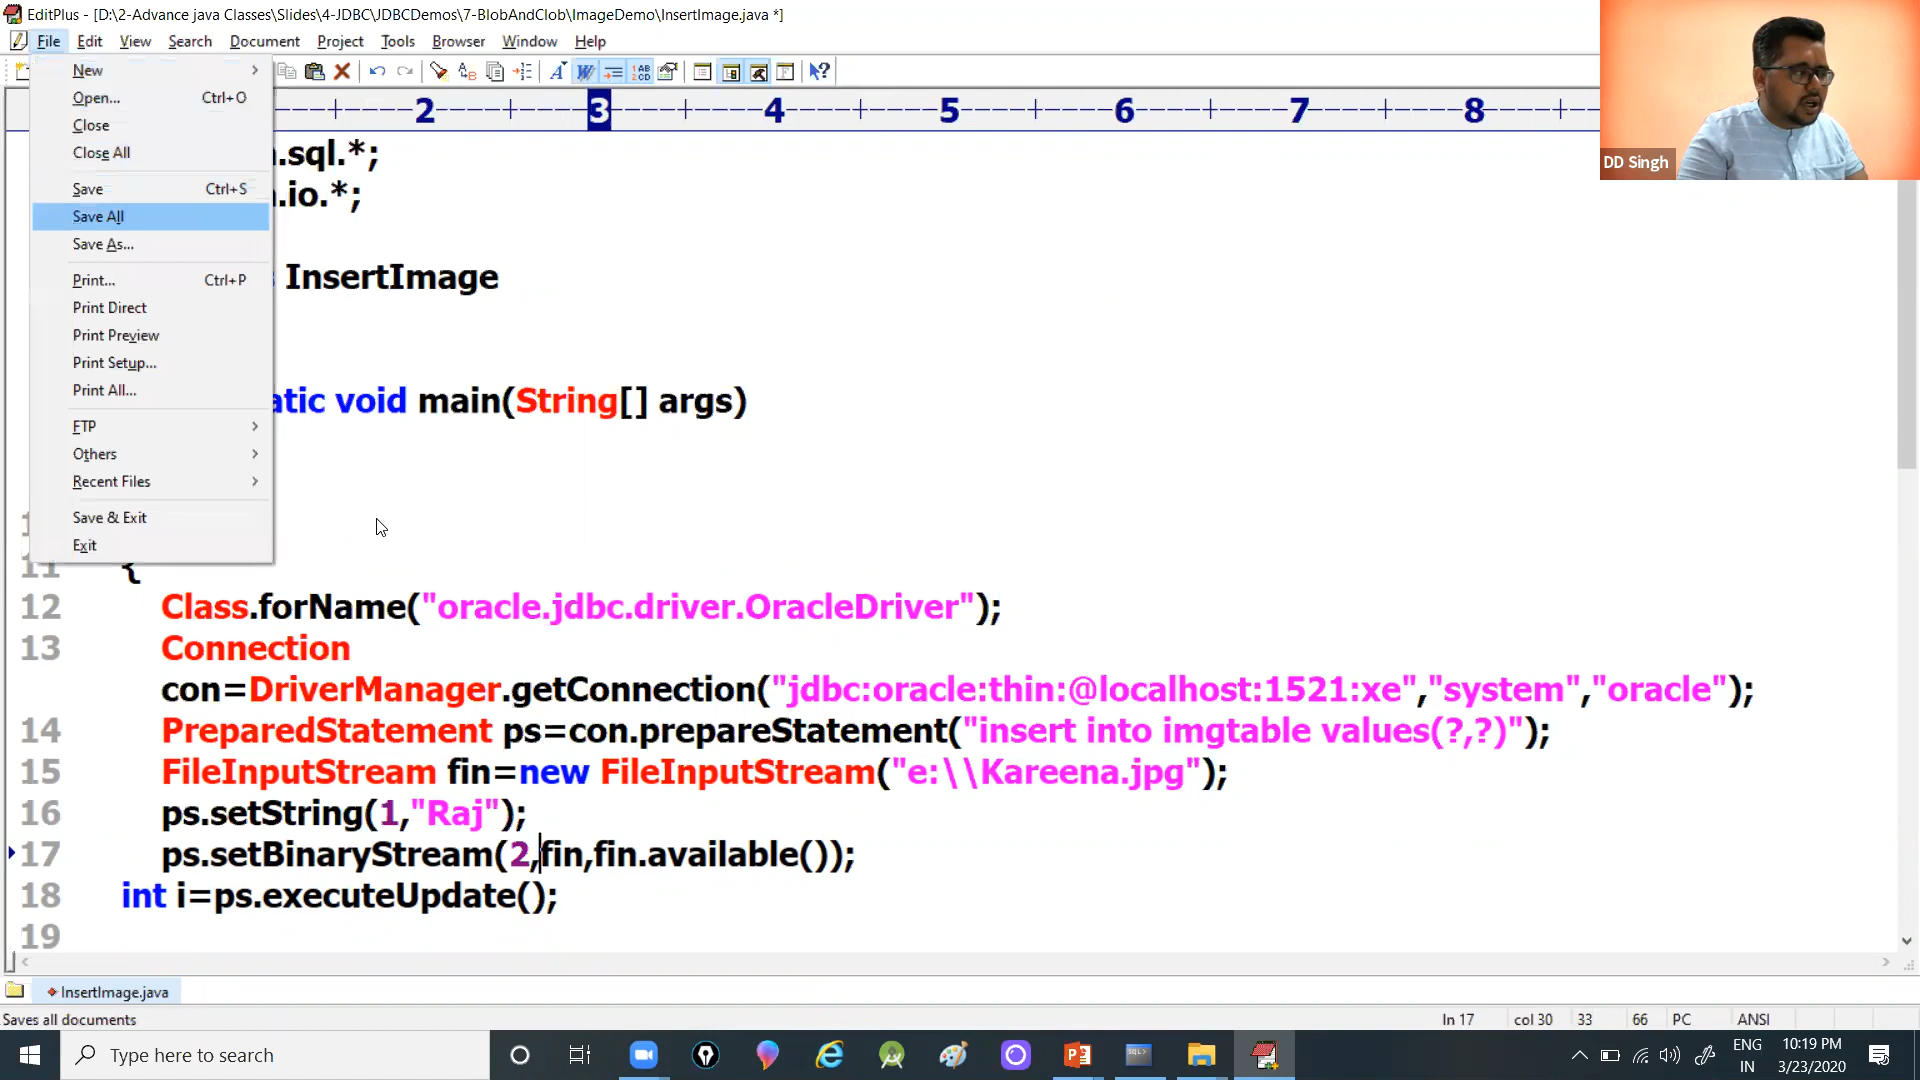 EditPlus - [D:\2-Advance java Classes\Slides\4-JDBC\JDBCDemos\7-BlobAndClob\ImageDemo\InsertImage.java *]
File Edit View Search Document Project Tools Browser Window Help
New
Open... Ctrl+O
Close
Close All
Save Ctrl+S
Save All
Save As...
Print... Ctrl+P
Print Direct
Print Preview
Print Setup...
Print All...
FTP
Others
Recent Files
Save & Exit
Exit
DD Singh
----+----2----+----3----+----4----+----5----+----6----+----7----+----8----+--
.sql.*;
.io.*;
InsertImage
atic void main(String[] args)
11 {
12 Class.forName("oracle.jdbc.driver.OracleDriver");
13 Connection
con=DriverManager.getConnection("jdbc:oracle:thin:@localhost:1521:xe","system","oracle");
14 PreparedStatement ps=con.prepareStatement("insert into imgtable values(?,?)");
15 FileInputStream fin=new FileInputStream("e:\\Kareena.jpg");
16 ps.setString(1,"Raj");
17 ps.setBinaryStream(2,fin,fin.available());
18 int i=ps.executeUpdate();
19
InsertImage.java
Saves all documents ln 17 col 30 33 66 PC ANSI
Type here to search
ENG 10:19 PM
IN 3/23/2020